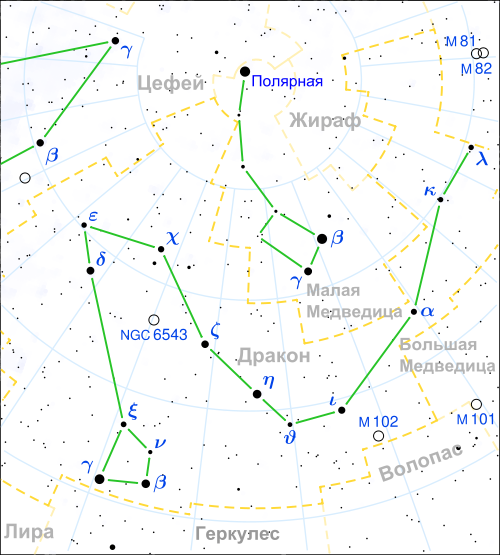 γ
M 81
M 82
Цефей
Полярная
Жираф
β
λ
κ
ε
χ
β
δ
γ
Малая
Медведица
α
NGC 6543
ζ
Дракон
Большая
Медведица
η
i
M 102
M 101
ξ
ν
ϑ
γ
β
Волопас
Лира
Геркулес